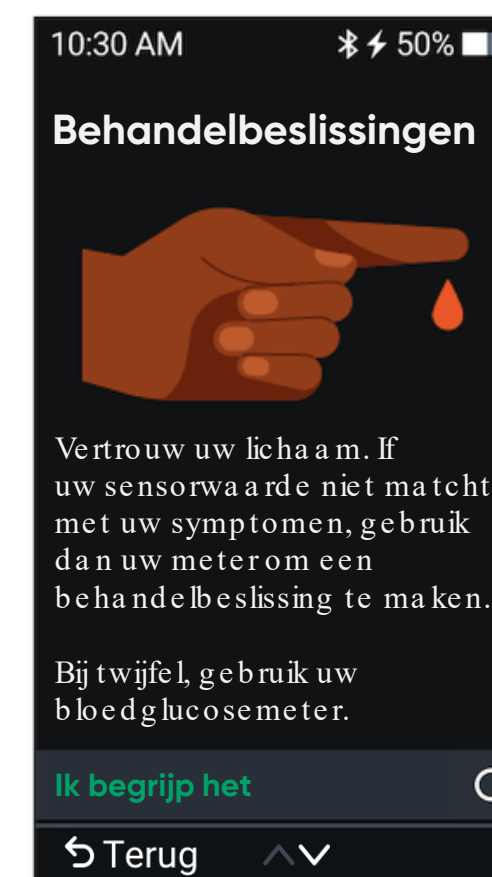 10:30 AM 50%
Behandelbeslissingen
Vertrouw uw lichaam. If
uw sensorwaarde niet matcht
met uw symptomen, gebruik
dan uw meter om een
behandelbeslissing te maken.
Bij twijfel, gebruik uw
bloedglucosemeter.
Ik begrijp het
Terug